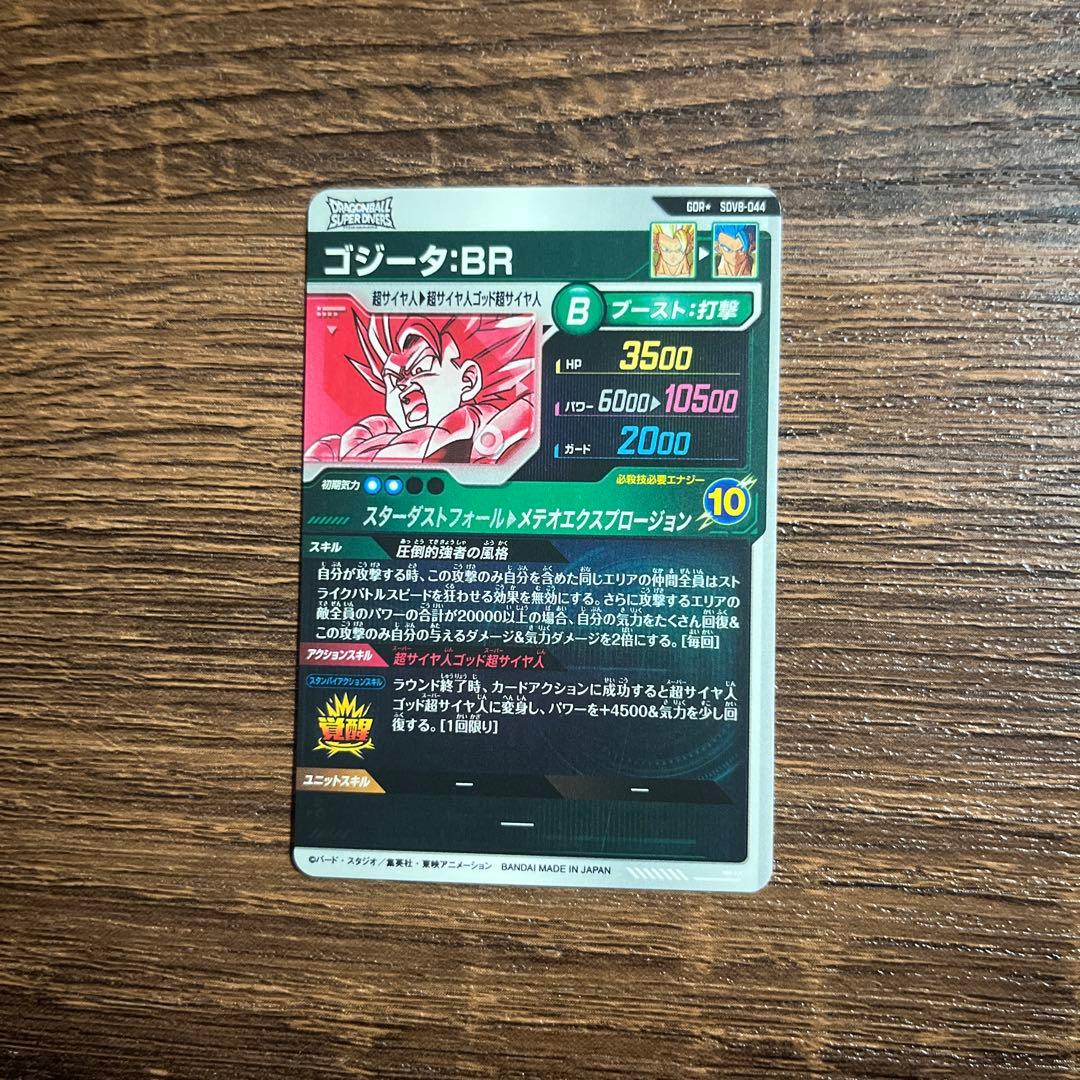 DRAGONBALL
SUPER DIVERS
GDR★ SDV8-044
ゴジータ:BR
超サイヤ人▶超サイヤ人ゴッド超サイヤ人
B ブースト:打撃
HP 3500
パワー 6000▶10500
ガード 2000
初期気力
必殺技必要エナジー
10
スターダストフォール▶メテオエクスプロージョン
スキル 圧倒的強者の風格
自分が攻撃する時、この攻撃のみ自分を含めた同じエリアの仲間全員はスト
ライクバトルスピードを狂わせる効果を無効にする。さらに攻撃するエリアの
敵全員のパワーの合計が20000以上の場合、自分の気力をたくさん回復&
この攻撃のみ自分の与えるダメージ&気力ダメージを2倍にする。[毎回]
アクションスキル 超サイヤ人ゴッド超サイヤ人
スタンバイアクションスキル
覚醒
ラウンド終了時、カードアクションに成功すると超サイヤ人
ゴッド超サイヤ人に変身し、パワーを+4500&気力を少し回
復する。[1回限り]
ユニットスキル — —
—
©バード・スタジオ/集英社・東映アニメーション BANDAI MADE IN JAPAN